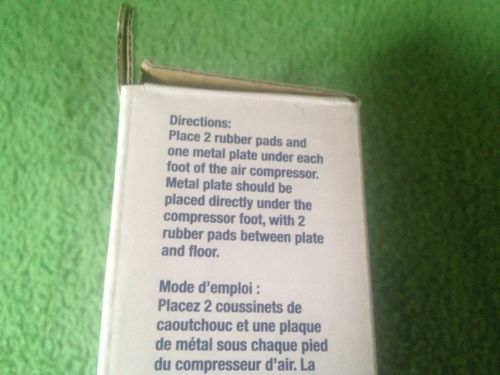 Directions:
Place 2 rubber pads and
one metal plate under each
foot of the air compressor.
Metal plate should be
placed directly under the
compressor foot, with 2
rubber pads between plate
and floor.
Mode d'emploi :
Placez 2 coussinets de
caoutchouc et une plaque
de métal sous chaque pied
du compresseur d'air. La